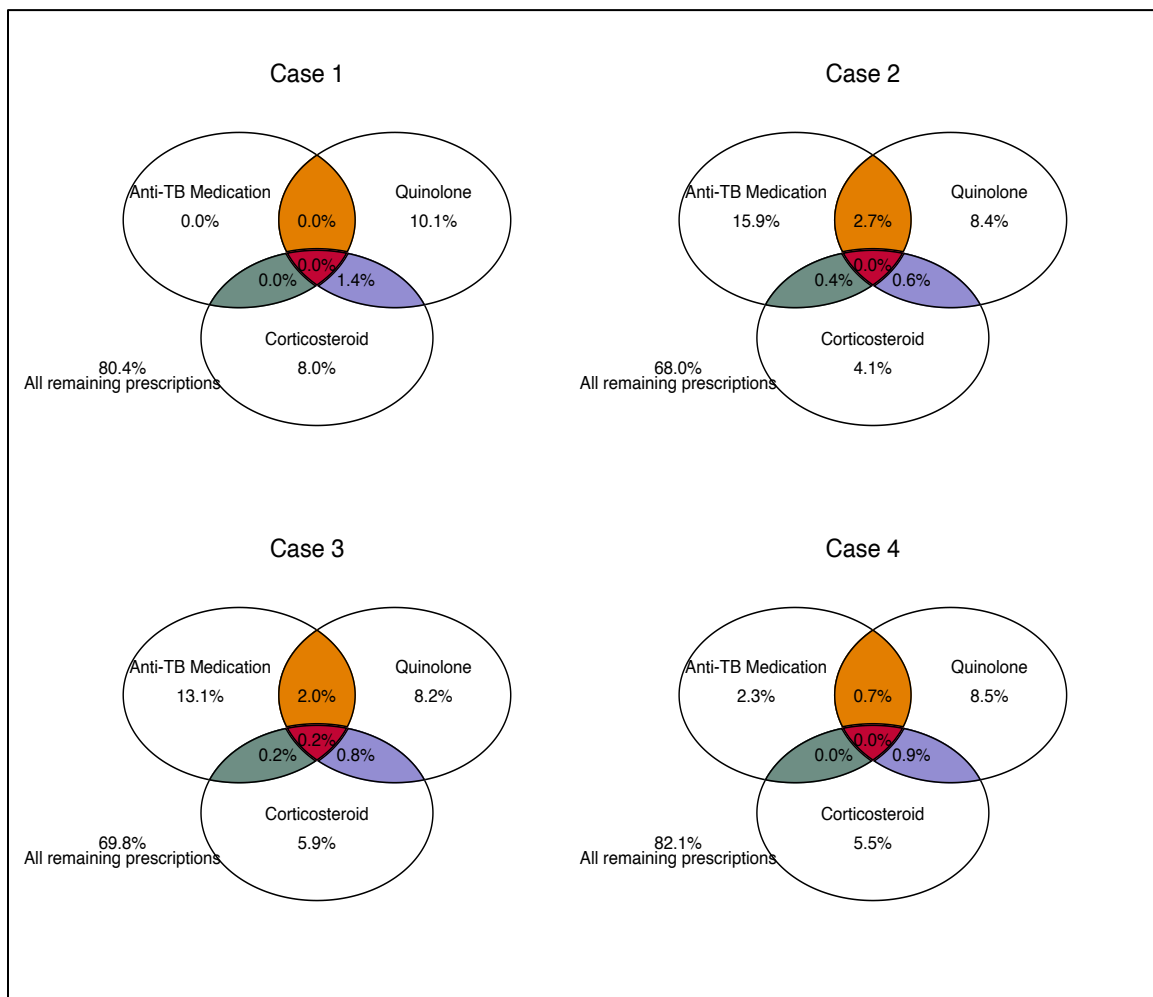 Case 1
Anti-TB Medication
0.0%
0.0%
Quinolone
10.1%
0.0%
0.0%
1.4%
Corticosteroid
8.0%
80.4%
All remaining prescriptions
Case 2
Anti-TB Medication
15.9%
2.7%
Quinolone
8.4%
0.0%
0.4%
0.6%
Corticosteroid
4.1%
68.0%
All remaining prescriptions
Case 3
Anti-TB Medication
13.1%
2.0%
Quinolone
8.2%
0.2%
0.2%
0.8%
Corticosteroid
5.9%
69.8%
All remaining prescriptions
Case 4
Anti-TB Medication
2.3%
0.7%
Quinolone
8.5%
0.0%
0.0%
0.9%
Corticosteroid
5.5%
82.1%
All remaining prescriptions